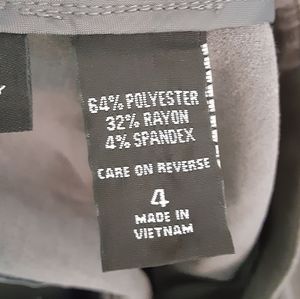 64% POLYESTER
32% RAYON
4% SPANDEX
CARE ON REVERSE
4
MADE IN
VIETNAM